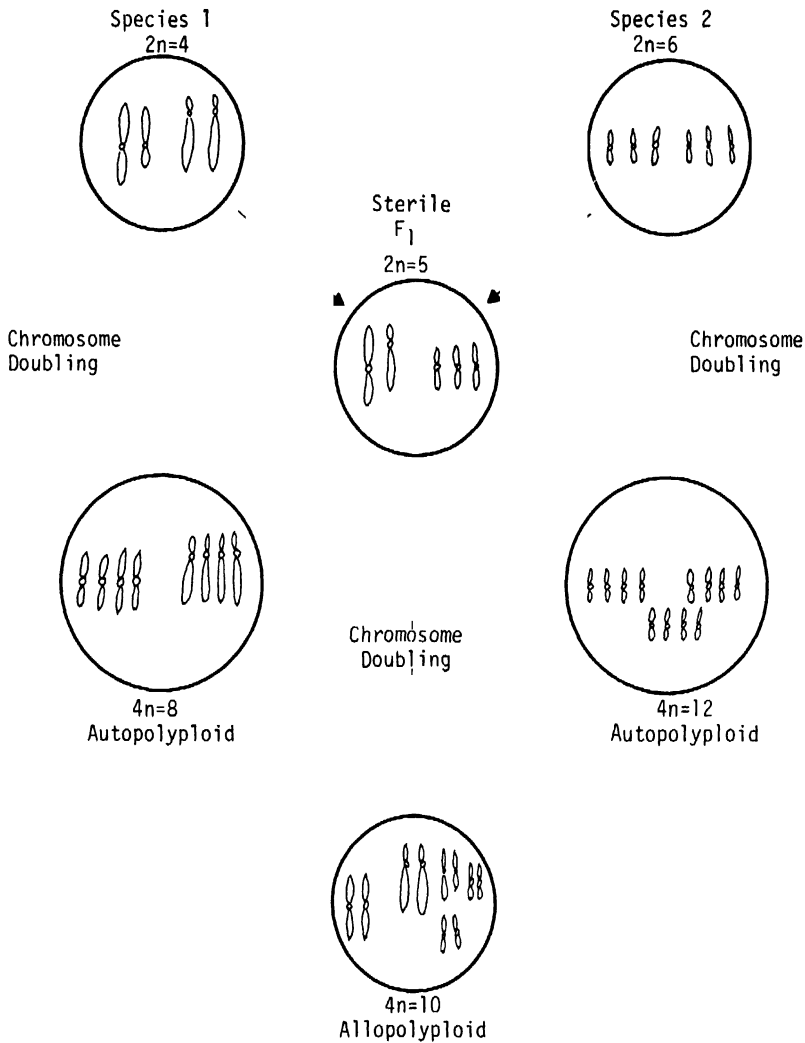 Species 1
2n=4
Species 2
2n=6
Sterile
F1
2n=5
Chromosome
Doubling
Chromosome
Doubling
Chromosome
Doubling
4n=8
Autopolyploid
4n=12
Autopolyploid
4n=10
Allopolyploid